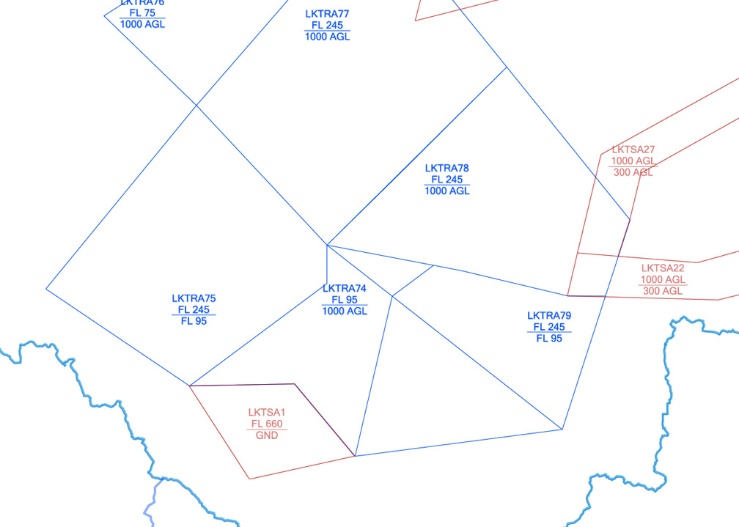 LKTRA76
FL 75
1000 AGL
LKTRA77
FL 245
1000 AGL
LKTSA27
1000 AGL
300 AGL
LKTRA78
FL 245
1000 AGL
LKTSA22
1000 AGL
300 AGL
LKTRA75
FL 245
FL 95
LKTRA74
FL 95
1000 AGL
LKTRA79
FL 245
FL 95
LKTSA1
FL 660
GND